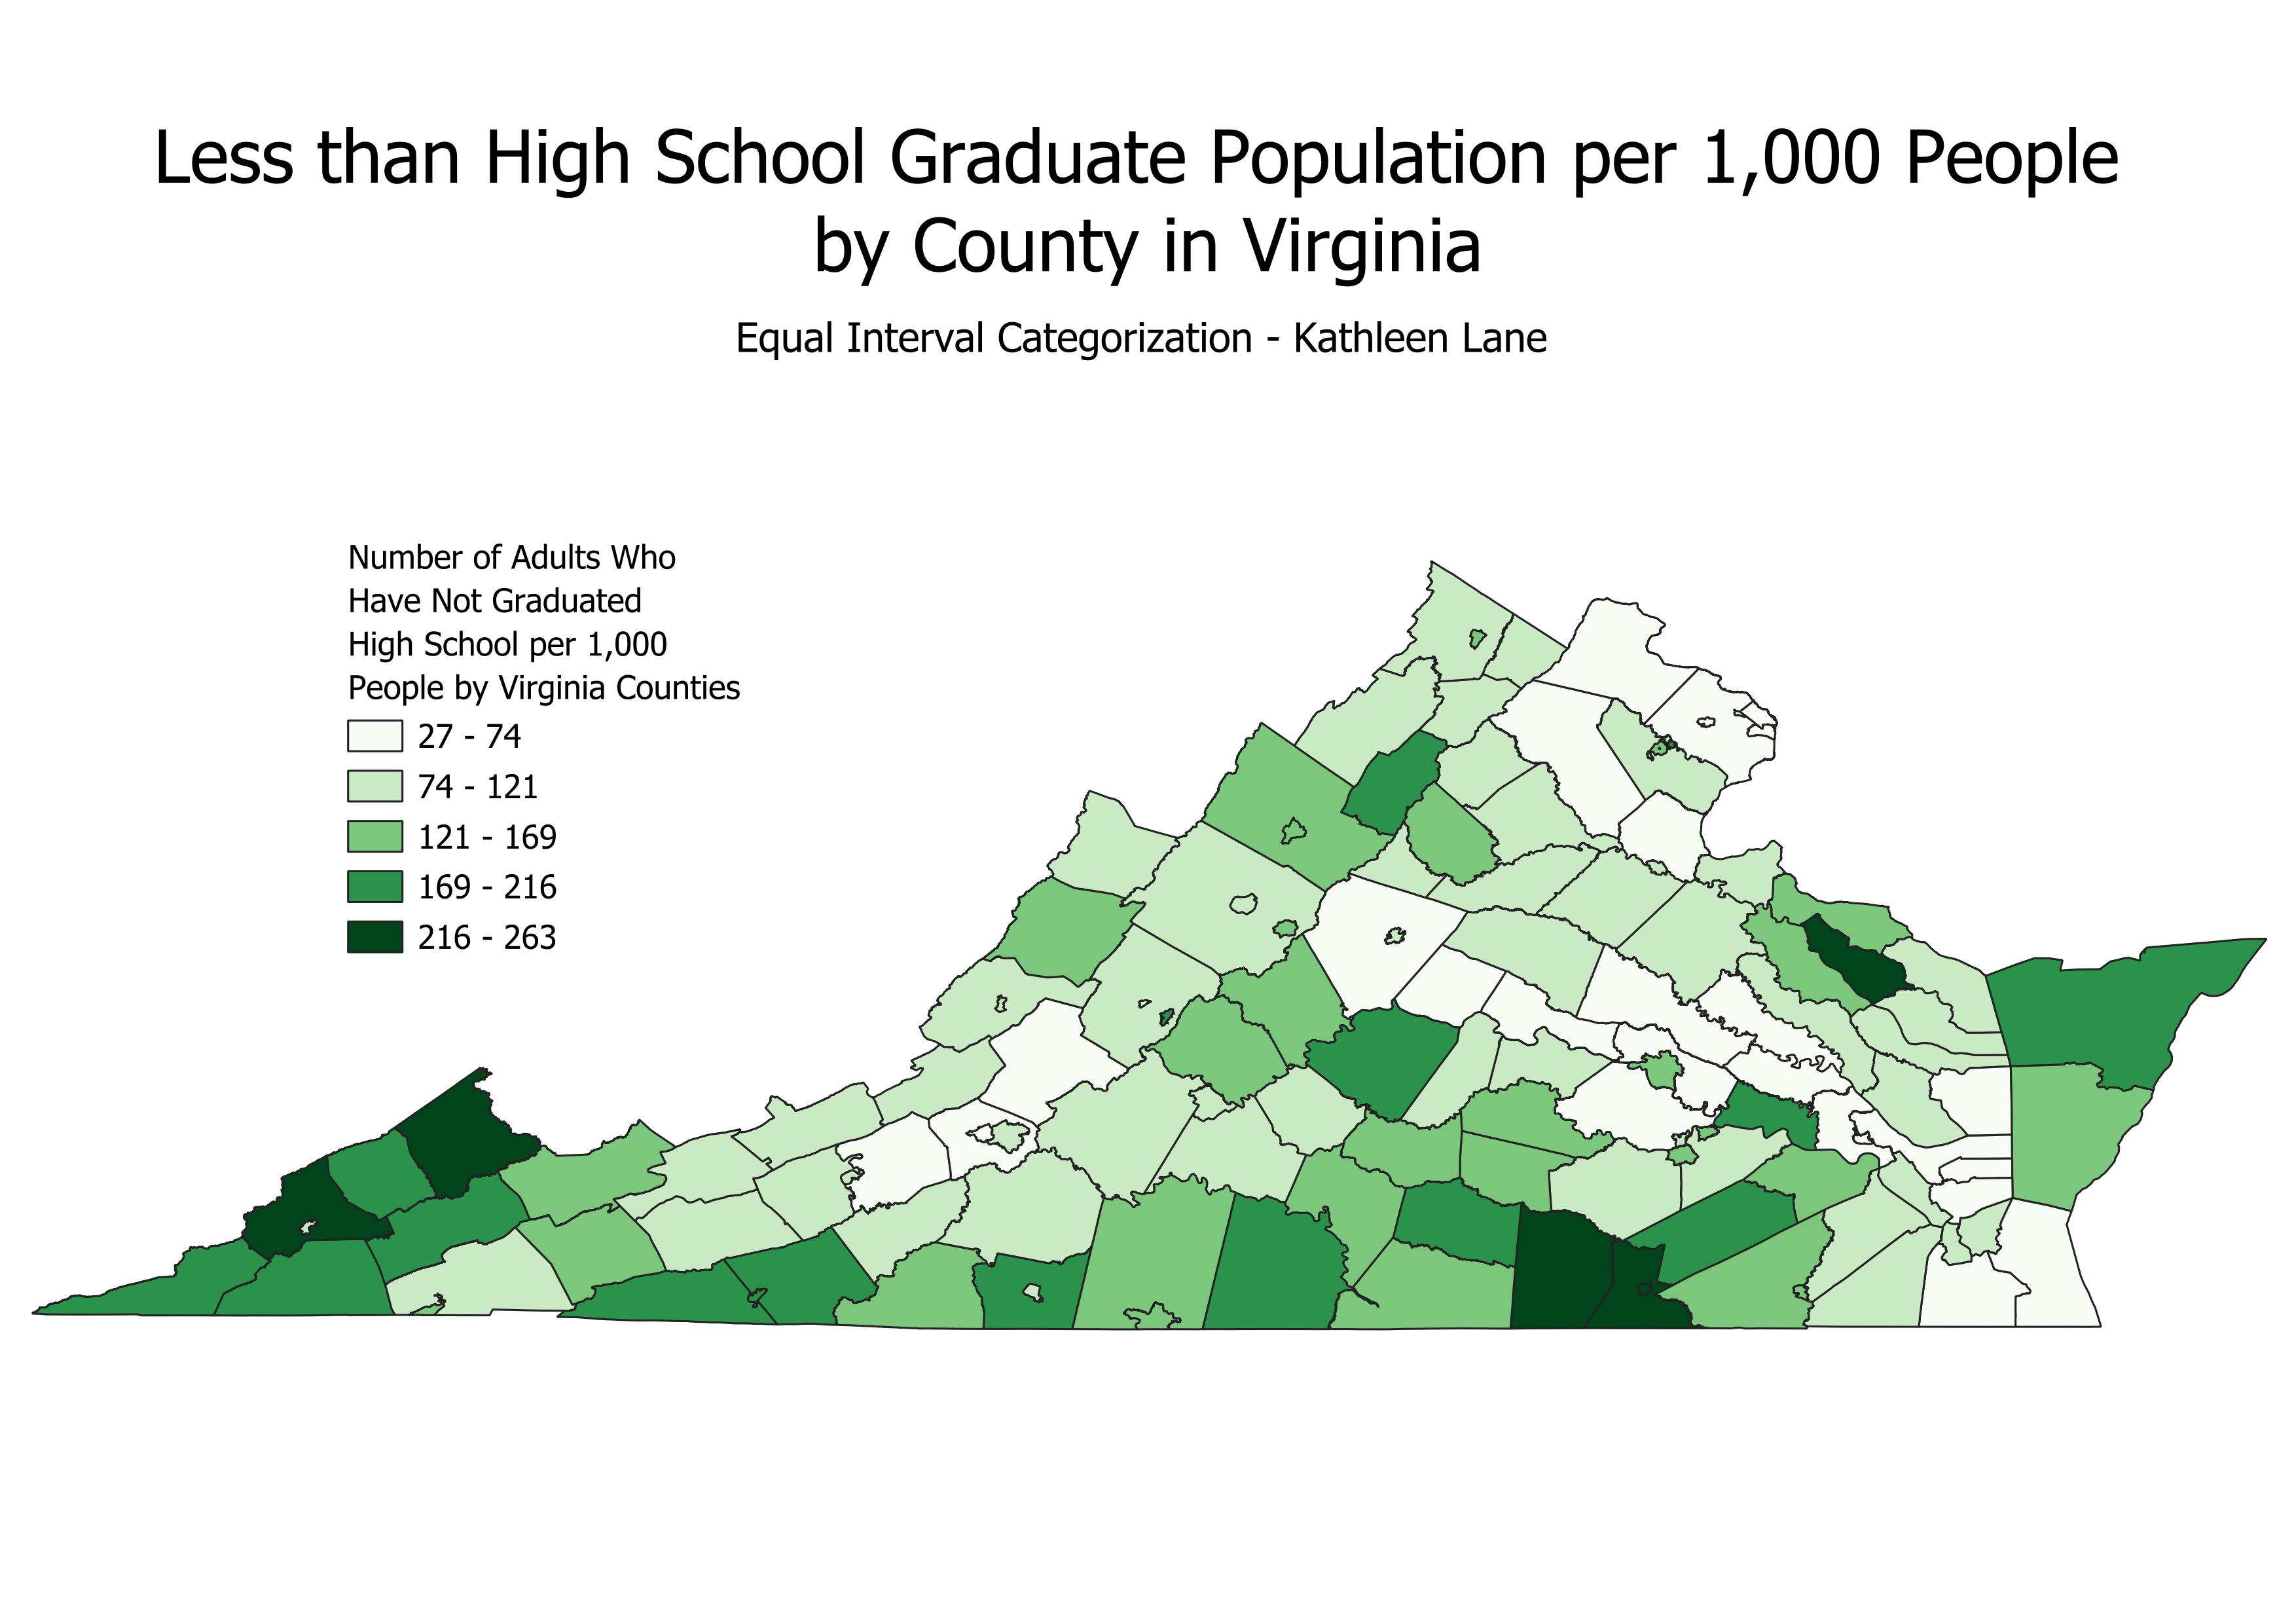 Less than High School Graduate Population per 1,000 People
by County in Virginia
Equal Interval Categorization - Kathleen Lane
Number of Adults Who
Have Not Graduated
High School per 1,000
People by Virginia Counties
27 - 74
74 - 121
121 - 169
169 - 216
216 - 263